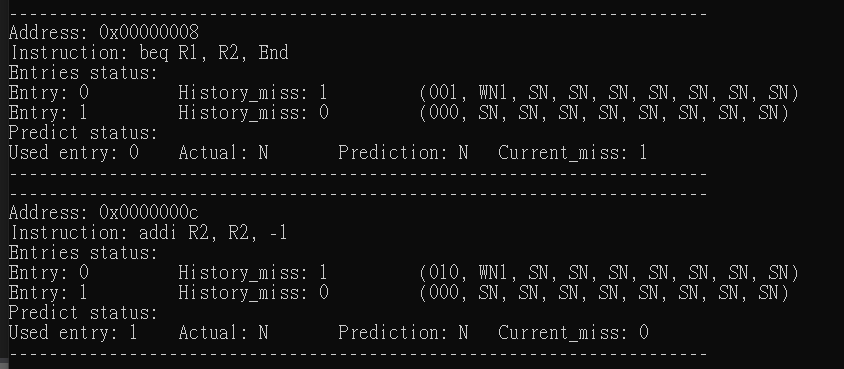 --------------------------------------------------------------------
Address: 0x00000008
Instruction: beq R1, R2, End
Entries status:
Entry: 0 History_miss: 1 (001, WN1, SN, SN, SN, SN, SN, SN, SN)
Entry: 1 History_miss: 0 (000, SN, SN, SN, SN, SN, SN, SN, SN)
Predict status:
Used entry: 0 Actual: N Prediction: N Current_miss: 1
--------------------------------------------------------------------
--------------------------------------------------------------------
Address: 0x0000000c
Instruction: addi R2, R2, -1
Entries status:
Entry: 0 History_miss: 1 (010, WN1, SN, SN, SN, SN, SN, SN, SN)
Entry: 1 History_miss: 0 (000, SN, SN, SN, SN, SN, SN, SN, SN)
Predict status:
Used entry: 1 Actual: N Prediction: N Current_miss: 0
--------------------------------------------------------------------